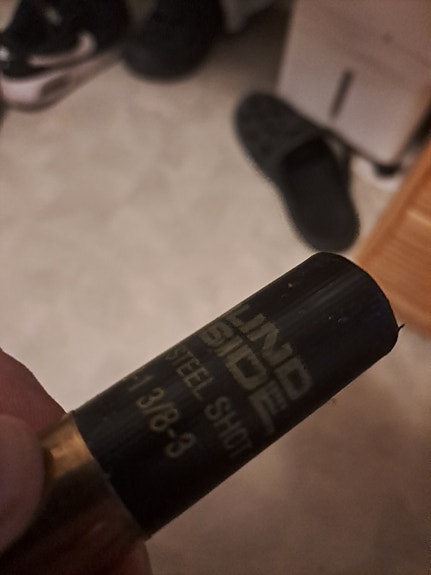 LIND
SIDE
STEEL SHOT
-1 3/8-3